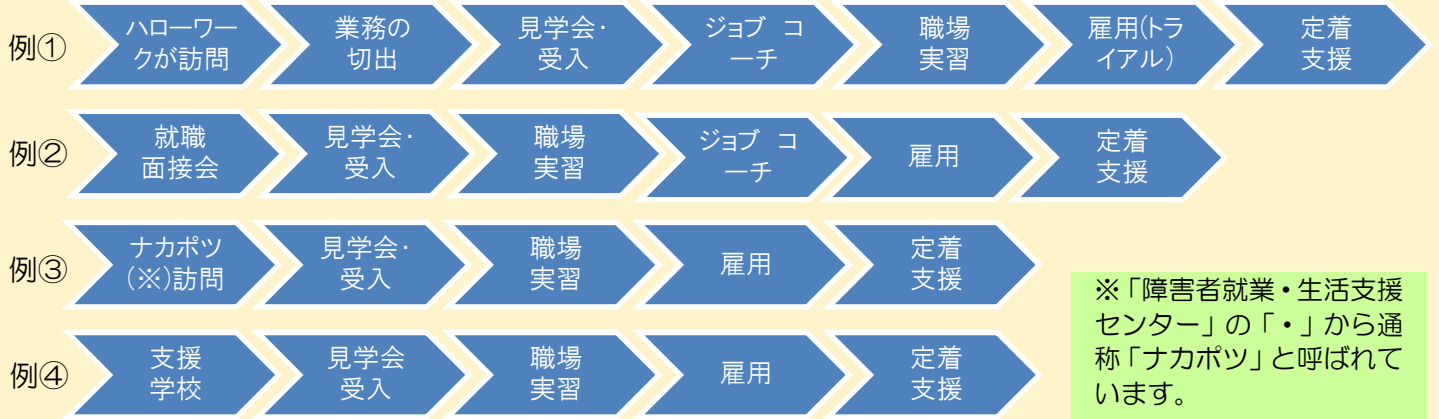 例①
ハローワー
クが訪問
業務の
切出
見学会・
受入
ジョブ コ
ーチ
職場
実習
雇用(トラ
イアル)
定着
支援
例②
就職
面接会
見学会・
受入
職場
実習
ジョブ コ
ーチ
雇用
定着
支援
例③
ナカポツ
(※)訪問
見学会・
受入
職場
実習
雇用
定着
支援
例④
支援
学校
見学会
受入
職場
実習
雇用
定着
支援
※「障害者就業・生活支援
センター」の「・」から通
称「ナカポツ」と呼ばれて
います。